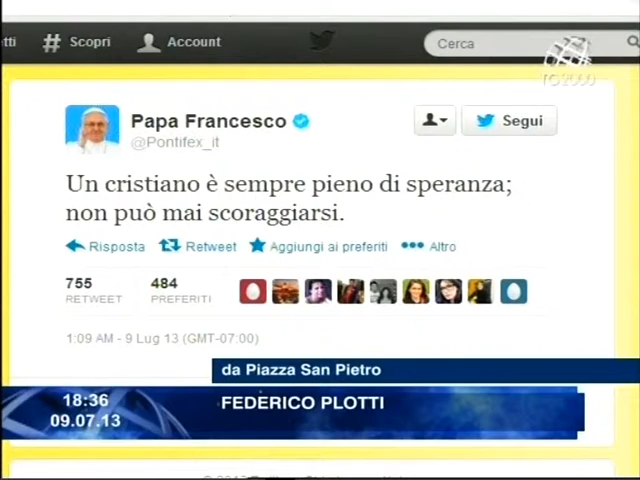 tti # Scopri Account
Cerca
TV2000
Papa Francesco
@Pontifex_it
Segui
Un cristiano è sempre pieno di speranza;
non può mai scoraggiarsi.
Risposta Retweet Aggiungi ai preferiti Altro
755 484
RETWEET PREFERITI
1:09 AM - 9 Lug 13 (GMT-07:00)
da Piazza San Pietro
18:36
FEDERICO PLOTTI
09.07.13